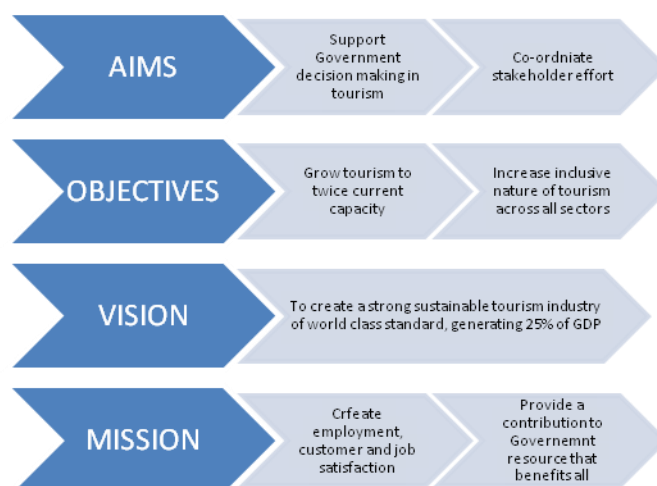 AIMS
Support
Government
decision making in
tourism
Co-ordniate
stakeholder effort
OBJECTIVES
Grow tourism to
twice current
capacity
Increase inclusive
nature of tourism
across all sectors
VISION
To create a strong sustainable tourism industry
of world class standard, generating 25% of GDP
MISSION
Crfeate
employment,
customer and job
satisfaction
Provide a
contribution to
Governemnt
resource that
benefits all